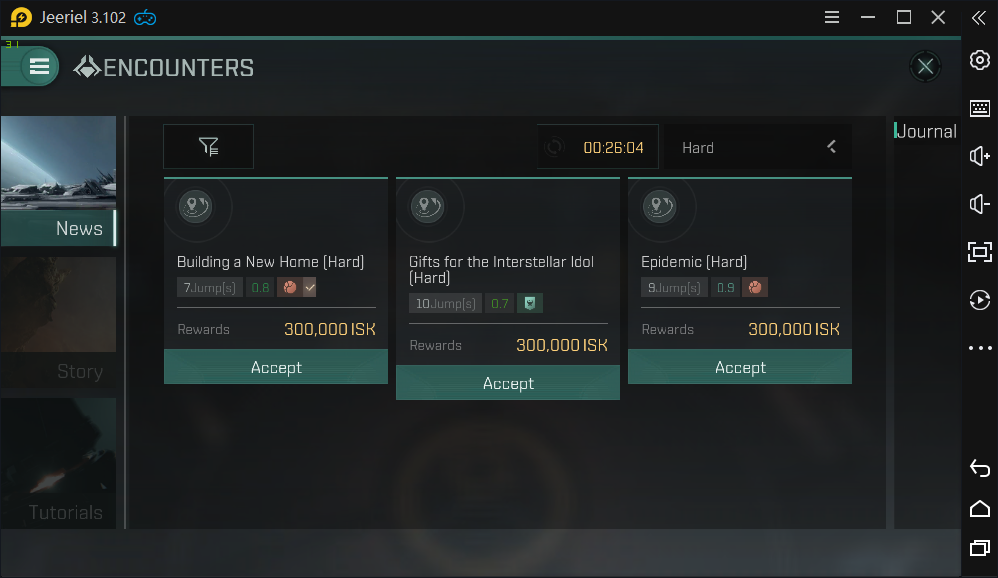 Jeeriel 3.102
3
ENCOUNTERS
00:26:04
Hard
Journal
News
Story
Tutorials
Building a New Home [Hard]
7Jump[s]
0.8
Rewards
300,000 ISK
Accept
Gifts for the Interstellar Idol
[Hard]
10Jump[s]
0.7
Rewards
300,000 ISK
Accept
Epidemic [Hard]
9Jump[s]
0.9
Rewards
300,000 ISK
Accept